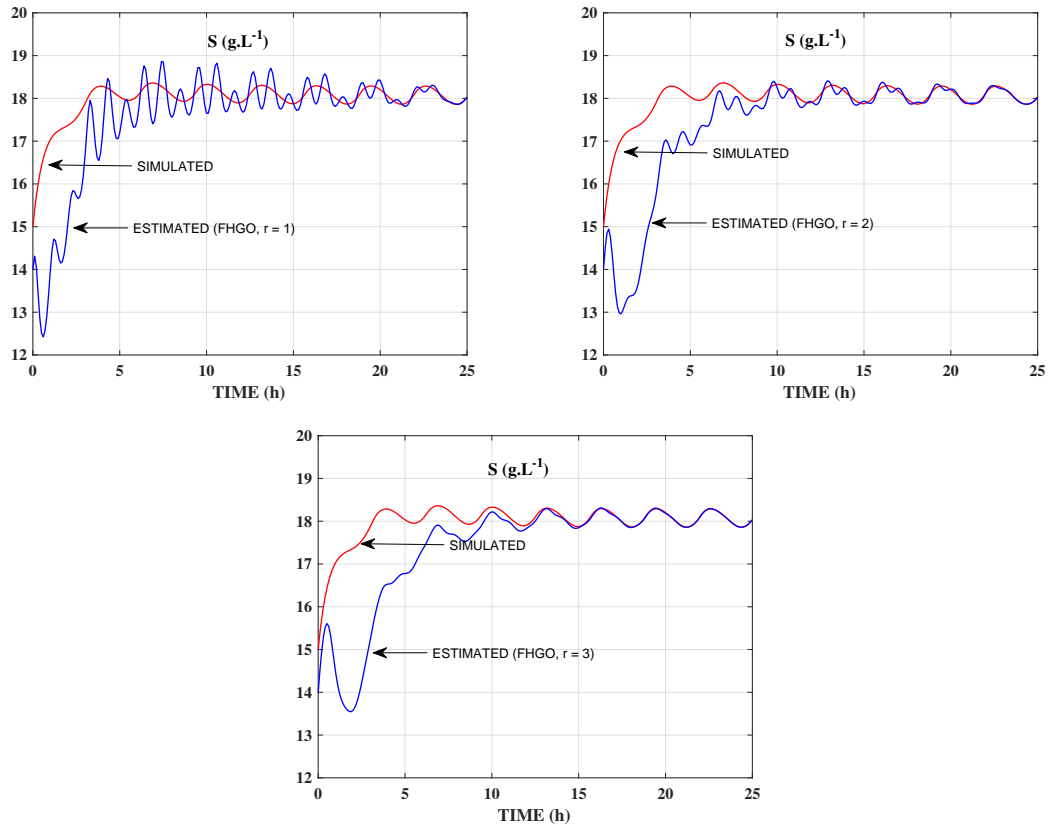 S (g.L-1)
20
19
18
17
16
15
14
13
12
SIMULATED
ESTIMATED (FHGO, r = 1)
0 5 10 15 20 25
TIME (h)
S (g.L-1)
20
19
18
17
16
15
14
13
12
SIMULATED
ESTIMATED (FHGO, r = 2)
0 5 10 15 20 25
TIME (h)
S (g.L-1)
20
19
18
17
16
15
14
13
12
SIMULATED
ESTIMATED (FHGO, r = 3)
0 5 10 15 20 25
TIME (h)